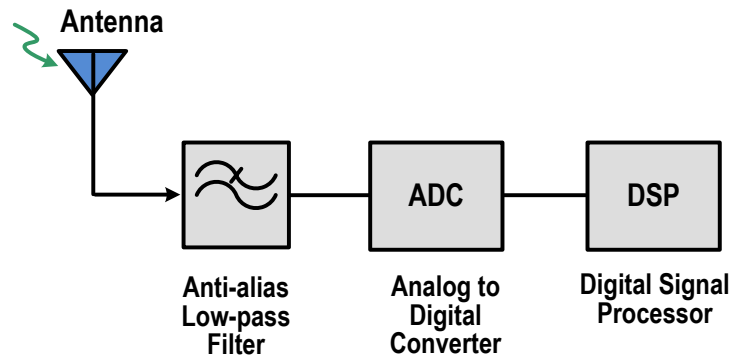 Antenna
ADC
DSP
Anti-alias
Low-pass
Filter
Analog to
Digital
Converter
Digital Signal
Processor